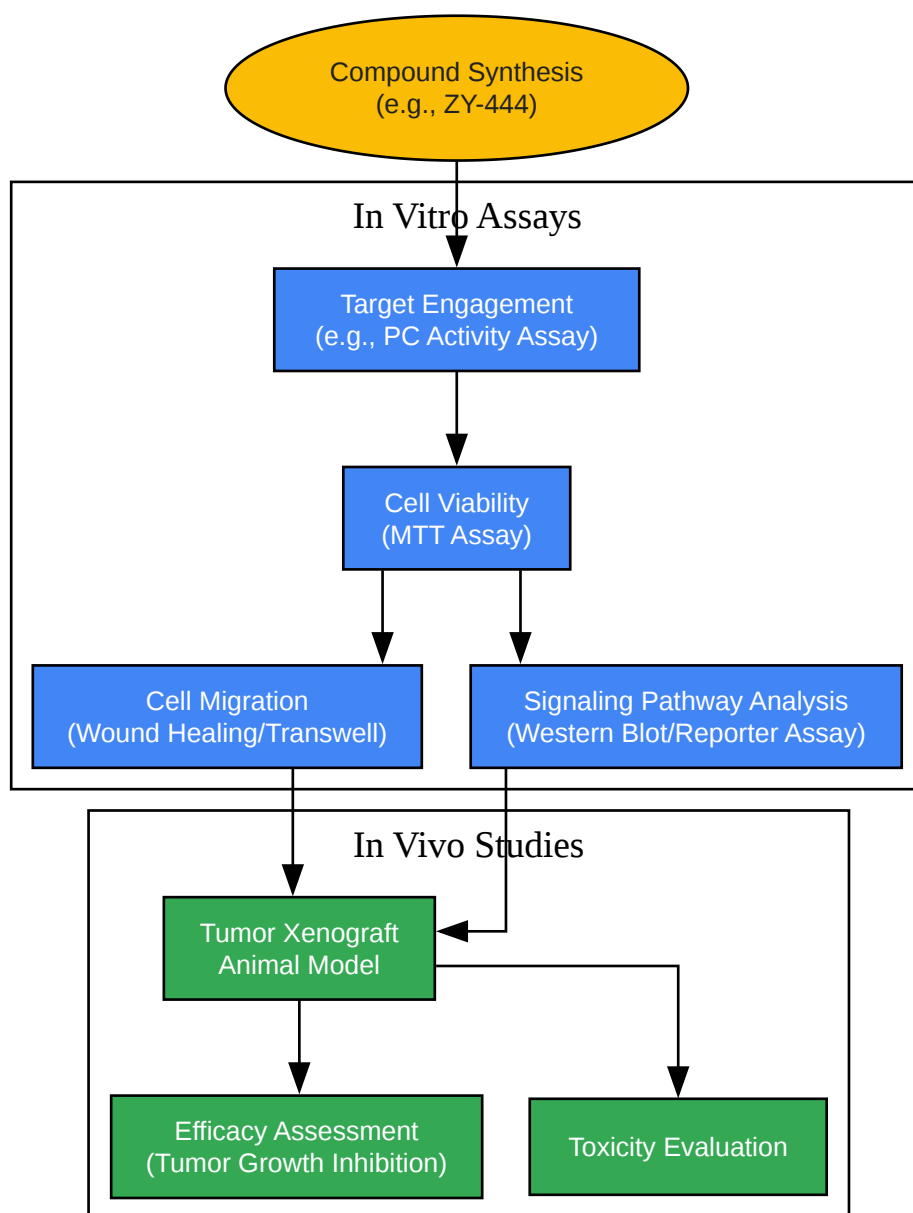 Compound Synthesis
(e.g., ZY-444)
In Vitro Assays
Target Engagement
(e.g., PC Activity Assay)
Cell Viability
(MTT Assay)
Cell Migration
(Wound Healing/Transwell)
Signaling Pathway Analysis
(Western Blot/Reporter Assay)
In Vivo Studies
Tumor Xenograft
Animal Model
Efficacy Assessment
(Tumor Growth Inhibition)
Toxicity Evaluation